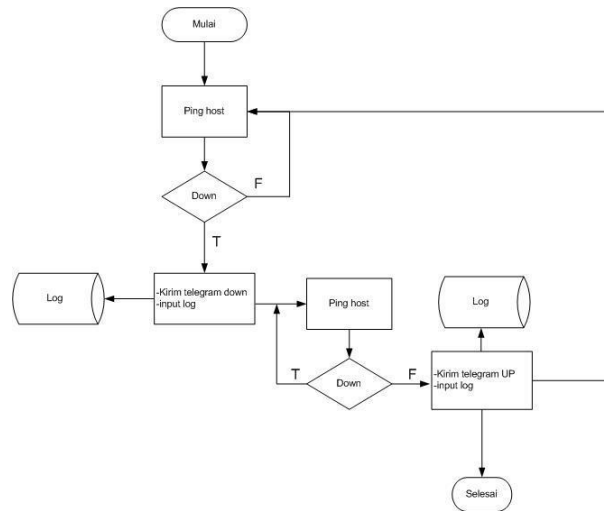 Mulai
Ping host
Down
F
T
Log
-Kirim telegram down
-input log
Ping host
Log
Down
T
F
-Kirim telegram UP
-input log
Selesai